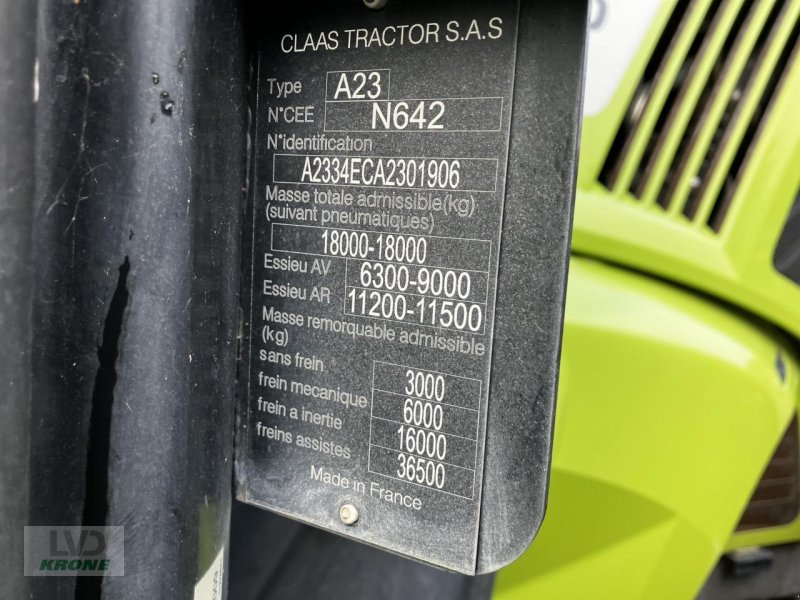 CLAAS TRACTOR S.A.S
Type A23
N°CEE N642
N°identification
A2334ECA2301906
Masse totale admissible(kg)
(suivant pneumatiques)
18000-18000
Essieu AV 6300-9000
Essieu AR 11200-11500
Masse remorquable admissible
(kg)
sans frein 3000
frein mecanique 6000
frein a inertie 16000
freins assistes 36500
Made in France
LVD
KRONE